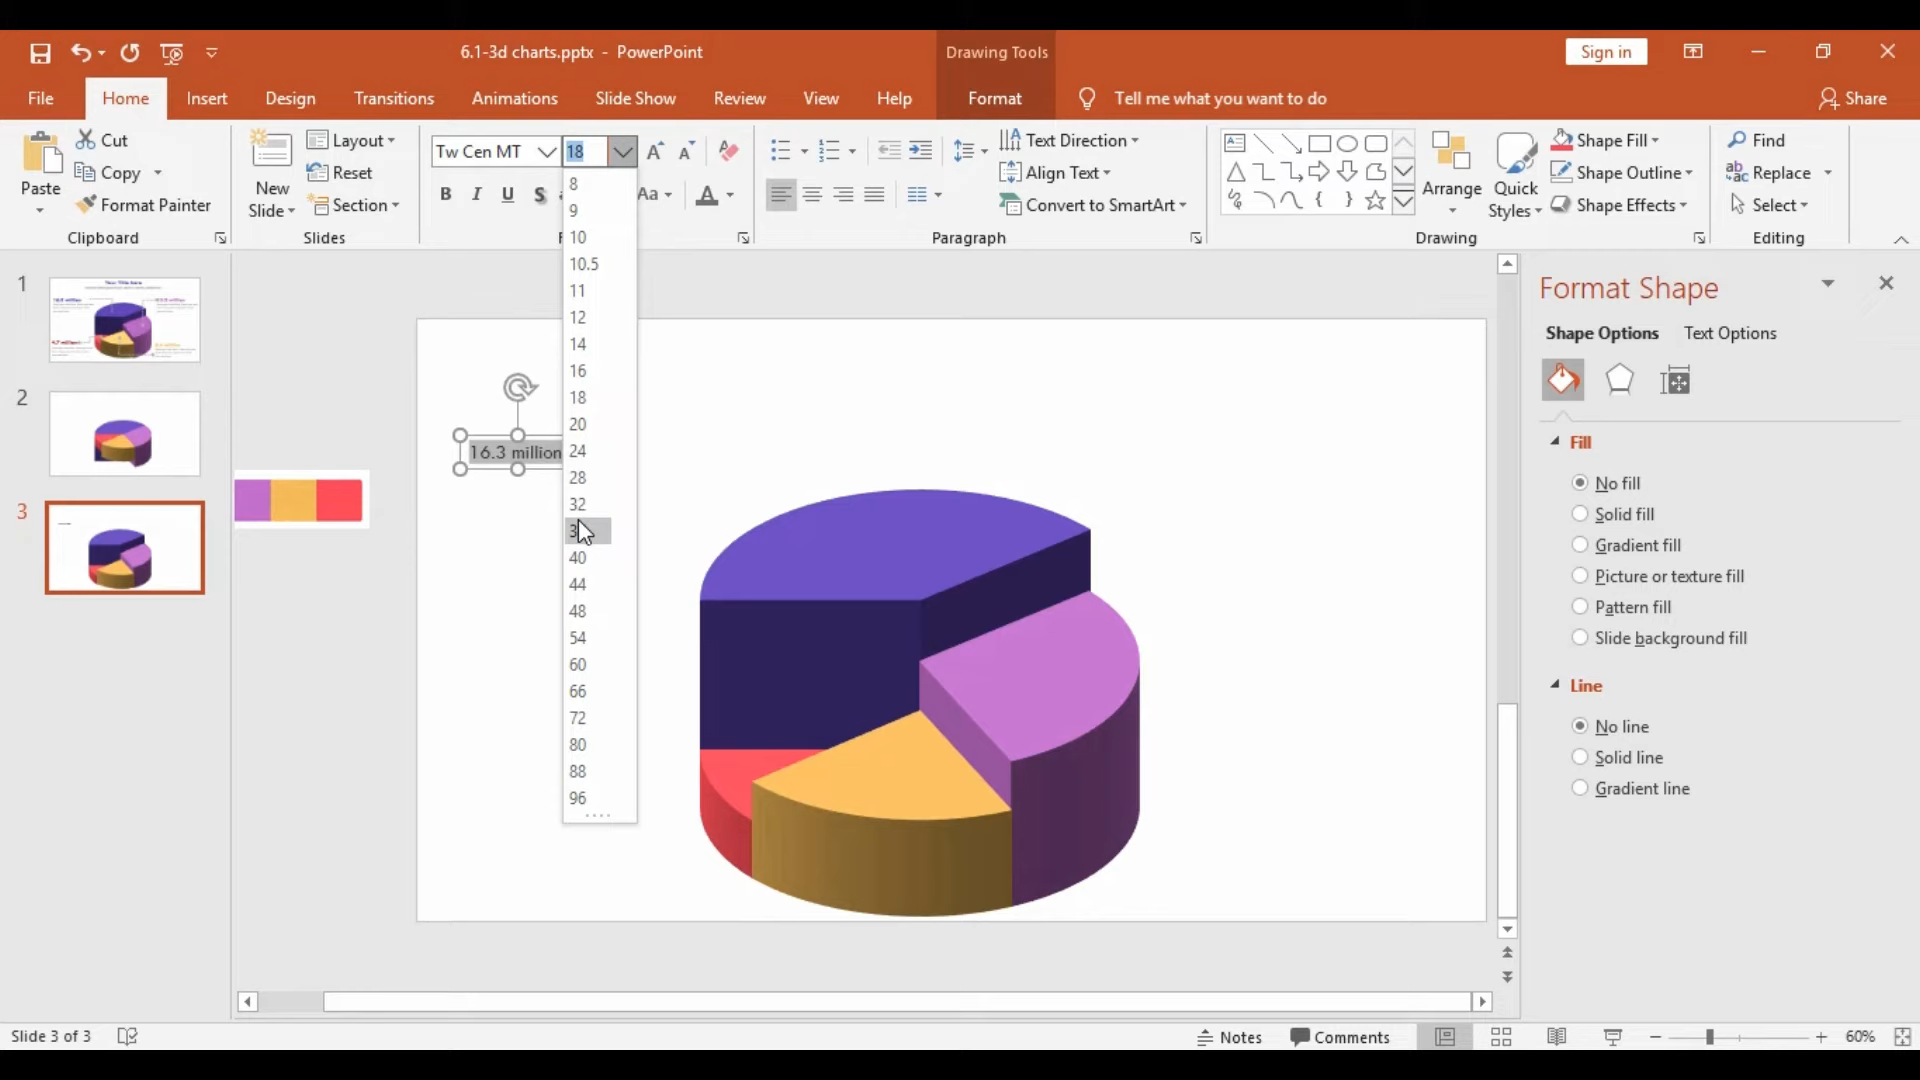 6.1-3d charts.pptx - PowerPoint
Drawing Tools
Sign in
File
Home
Insert
Design
Transitions
Animations
Slide Show
Review
View
Help
Format
Tell me what you want to do
Share
Paste
Cut
Copy
Format Painter
Clipboard
New
Slide
Layout
Reset
Section
Slides
Tw Cen MT
18
B
I
U
S
Aa
A
Text Direction
Align Text
Convert to SmartArt
Paragraph
Arrange
Quick
Styles
Shape Fill
Shape Outline
Shape Effects
Drawing
Find
Replace
Select
Editing
8
9
10
10.5
11
12
14
16
18
20
24
28
32
40
44
48
54
60
66
72
80
88
96
1
2
3
Your Title here
16.3 million
Format Shape
Shape Options
Text Options
Fill
No fill
Solid fill
Gradient fill
Picture or texture fill
Pattern fill
Slide background fill
Line
No line
Solid line
Gradient line
Slide 3 of 3
Notes
Comments
60%